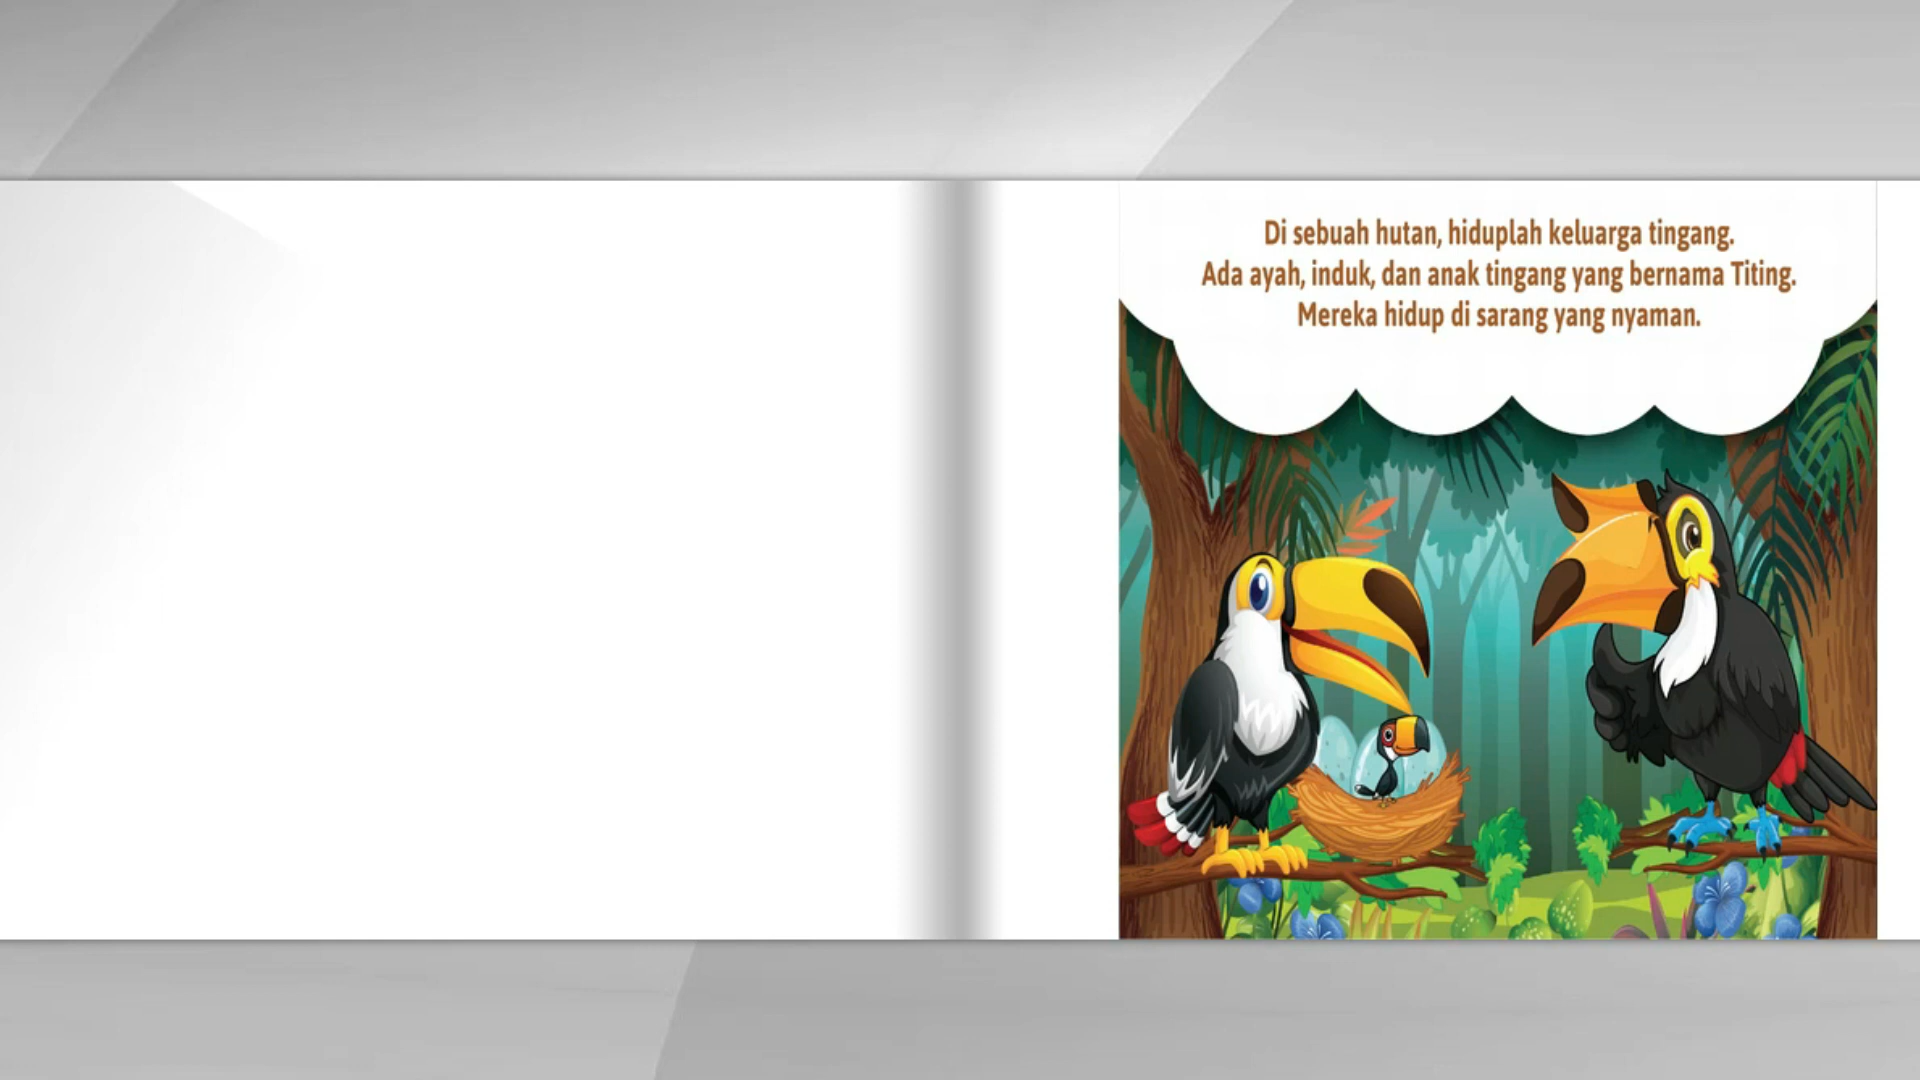 Di sebuah hutan, hiduplah keluarga tingang.
Ada ayah, induk, dan anak tingang yang bernama Titing.
Mereka hidup di sarang yang nyaman.